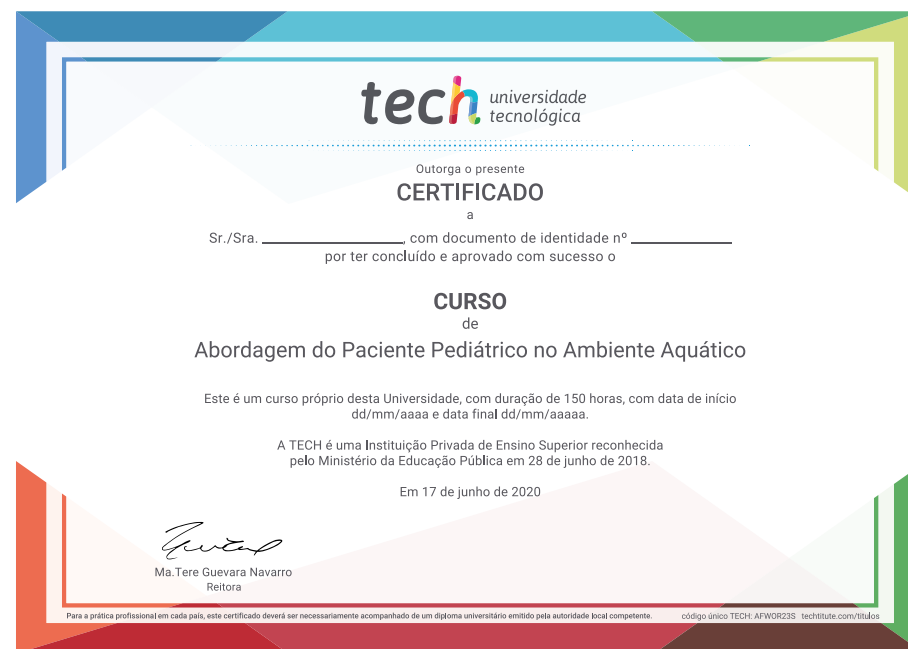 tech universidade
tecnológica
Outorga o presente
CERTIFICADO
a
Sr./Sra. ________________, com documento de identidade nº ____________
por ter concluído e aprovado com sucesso o
CURSO
de
Abordagem do Paciente Pediátrico no Ambiente Aquático
Este é um curso próprio desta Universidade, com duração de 150 horas, com data de início
dd/mm/aaaa e data final dd/mm/aaaaa.
A TECH é uma Instituição Privada de Ensino Superior reconhecida
pelo Ministério da Educação Pública em 28 de junho de 2018.
Em 17 de junho de 2020
Ma.Tere Guevara Navarro
Reitora
Para a prática profissional em cada país, este certificado deverá ser necessariamente acompanhado de um diploma universitário emitido pela autoridade local competente.
código único TECH: AFWOR23S techtitute.com/titulos